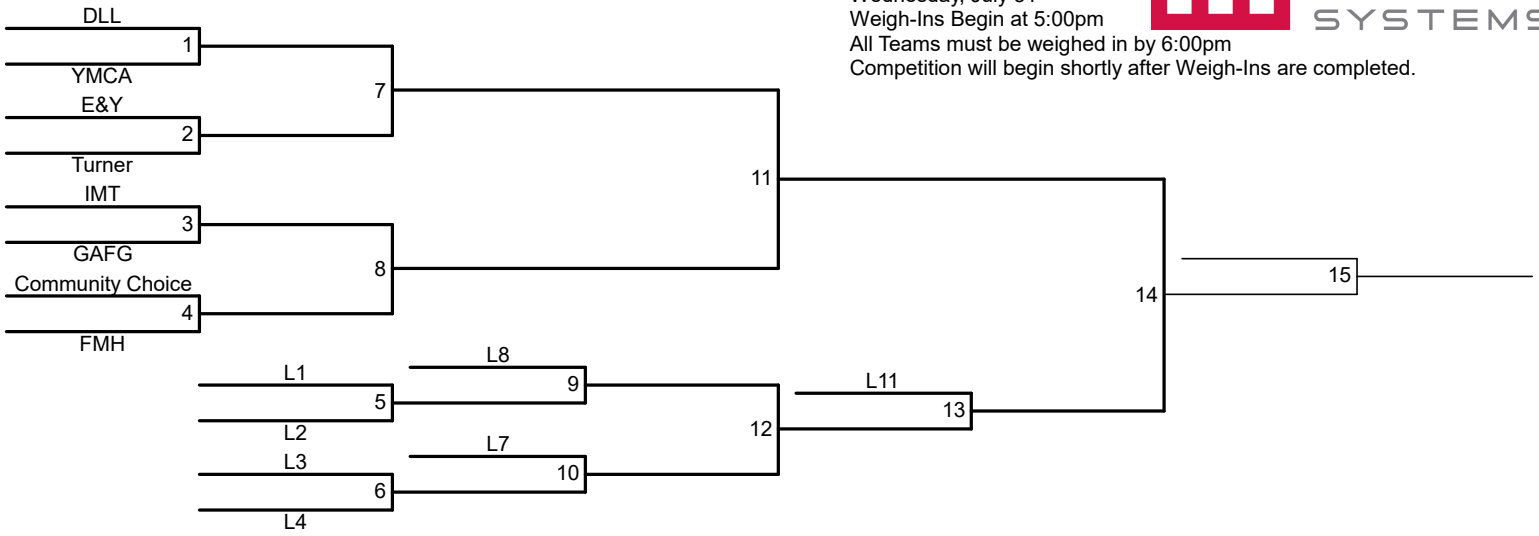 Weigh-Ins Begin at 5:00pm
All Teams must be weighed in by 6:00pm
Competition will begin shortly after Weigh-Ins are completed.
SYSTEMS
DLL
1
YMCA
E&Y
2
Turner
IMT
3
GAFG
Community Choice
4
FMH
7
8
11
L1
5
L2
L3
6
L4
L8
9
L7
10
12
L11
13
14
15